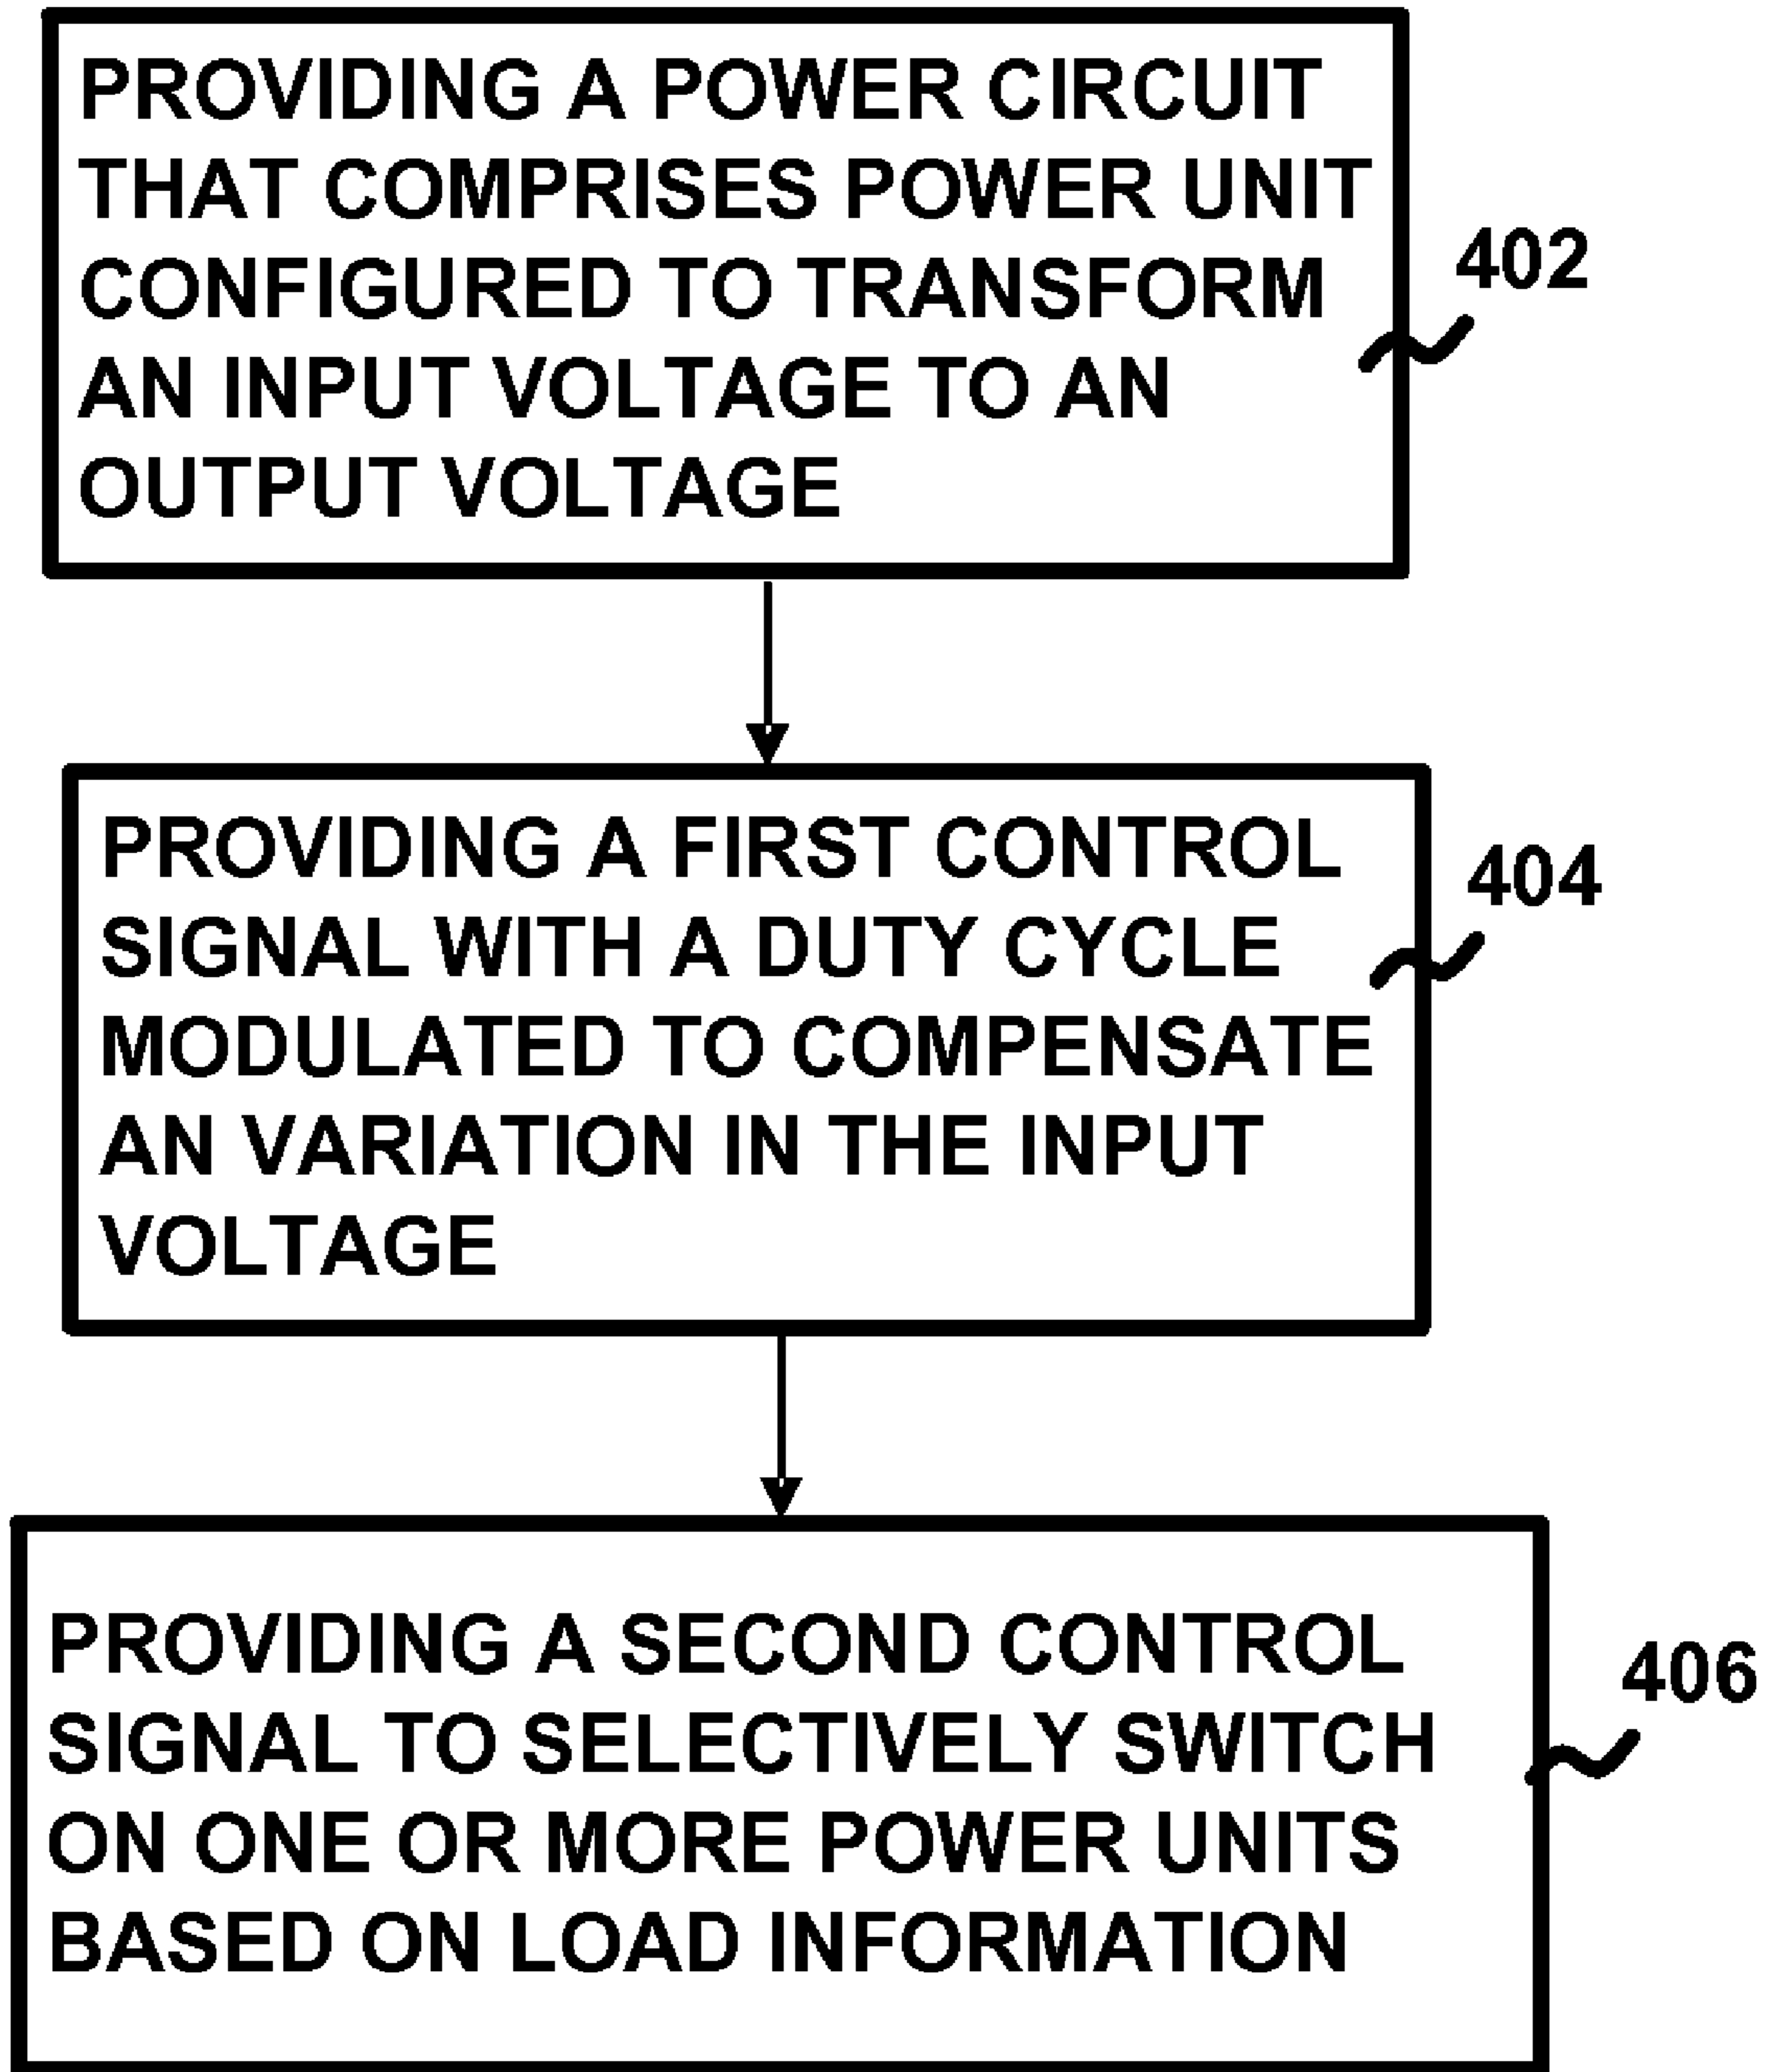 PROVIDING A POWER CIRCUIT
THAT COMPRISES POWER UNIT
CONFIGURED TO TRANSFORM
AN INPUT VOLTAGE TO AN
OUTPUT VOLTAGE
402
PROVIDING A FIRST CONTROL
SIGNAL WITH A DUTY CYCLE
MODULATED TO COMPENSATE
AN VARIATION IN THE INPUT
VOLTAGE
404
PROVIDING A SECOND CONTROL
SIGNAL TO SELECTIVELY SWITCH
ON ONE OR MORE POWER UNITS
BASED ON LOAD INFORMATION
406